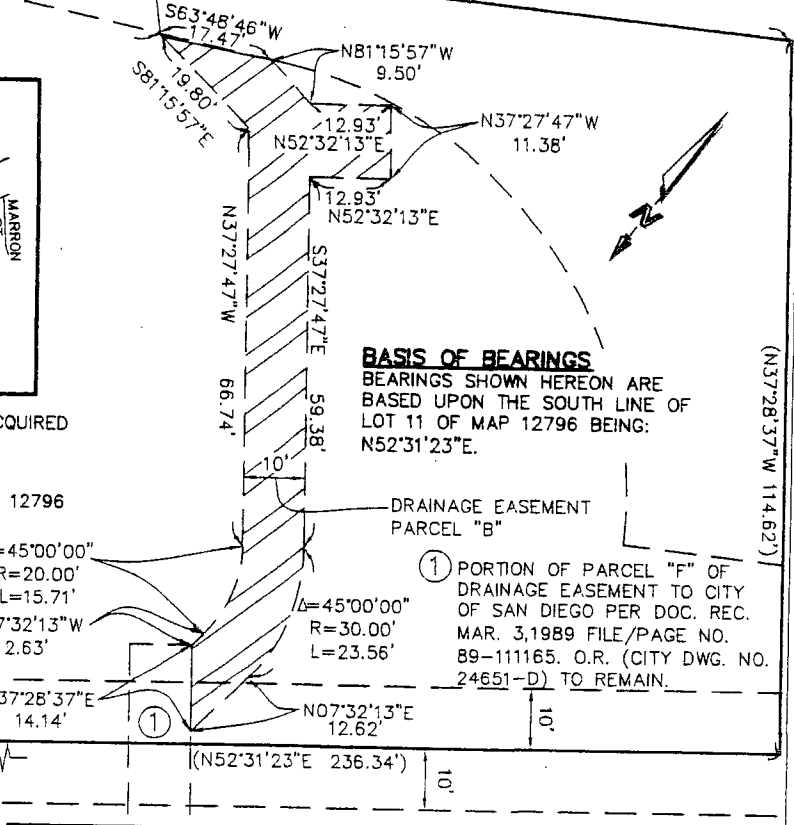 S63°48'46"W
17.47'
N81°15'57"W
9.50'
19.80'
S81°15'57"E
12.93'
N52°32'13"E
N37°27'47"W
11.38'
12.93'
N52°32'13"E
MARRON
N
N37°27'47"W 66.74'
S37°27'47"E 59.38'
BASIS OF BEARINGS
BEARINGS SHOWN HEREON ARE
BASED UPON THE SOUTH LINE OF
LOT 11 OF MAP 12796 BEING:
N52°31'23"E.
(N37°28'37"W 114.62')
CQUIRED
12796
10'
DRAINAGE EASEMENT
PARCEL "B"
=45°00'00"
R=20.00'
L=15.71'
7°32'13"W
2.63'
37°28'37"E
14.14'
Δ=45°00'00"
R=30.00'
L=23.56'
1 PORTION OF PARCEL "F" OF
DRAINAGE EASEMENT TO CITY
OF SAN DIEGO PER DOC. REC.
MAR. 3,1989 FILE/PAGE NO.
89-111165. O.R. (CITY DWG. NO.
24651-D) TO REMAIN.
1
N07°32'13"E
12.62'
10'
(N52°31'23"E 236.34')
10'